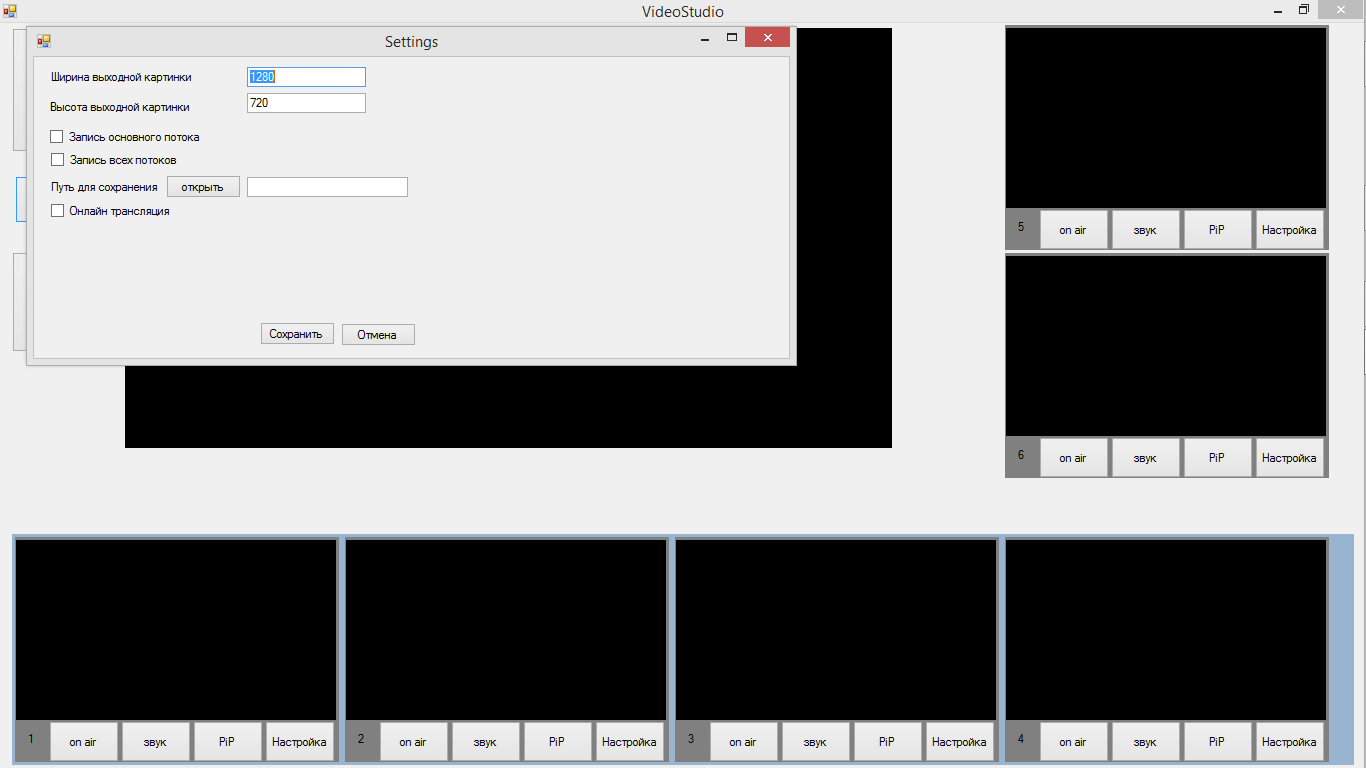 VideoStudio
Settings
Ширина выходной картинки 1280
Высота выходной картинки 720
Запись основного потока
Запись всех потоков
Путь для сохранения открыть
Онлайн трансляция
Сохранить Отмена
5 on air звук PiP Настройка
6 on air звук PiP Настройка
1 on air звук PiP Настройка
2 on air звук PiP Настройка
3 on air звук PiP Настройка
4 on air звук PiP Настройка